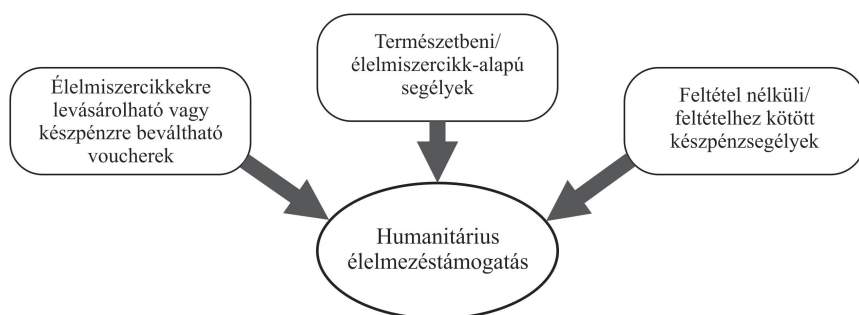 Élelmiszercikkekre
levásárolható vagy
készpénzre beváltható
voucherek
Természetbeni/
élelmiszercikk-alapú
segélyek
Feltétel nélküli/
feltételhez kötött
készpénzsegélyek
Humanitárius
élelmezéstámogatás